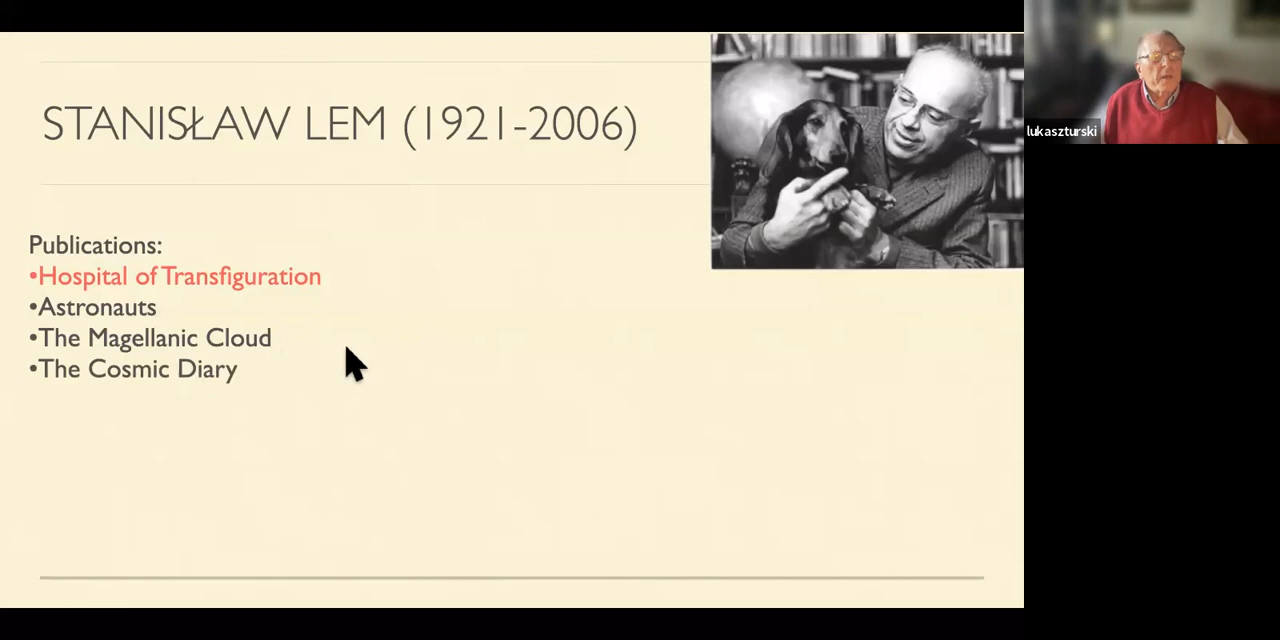 STANISŁAW LEM (1921-2006)
Publications:
•Hospital of Transfiguration
•Astronauts
•The Magellanic Cloud
•The Cosmic Diary
lukaszturski